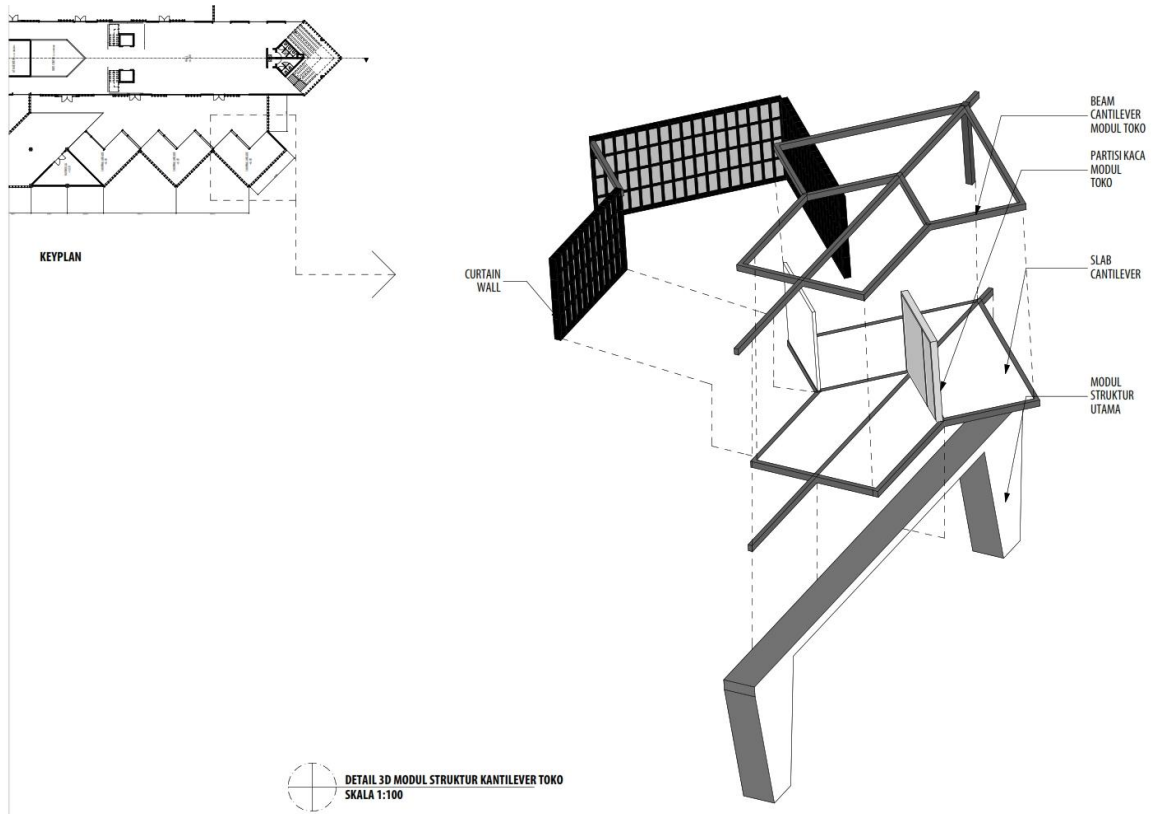 KEYPLAN
CURTAIN
WALL
BEAM
CANTILEVER
MODUL TOKO
PARTISI KACA
MODUL
TOKO
SLAB
CANTILEVER
MODUL
STRUKTUR
UTAMA
DETAIL 3D MODUL STRUKTUR KANTILEVER TOKO
SKALA 1:100